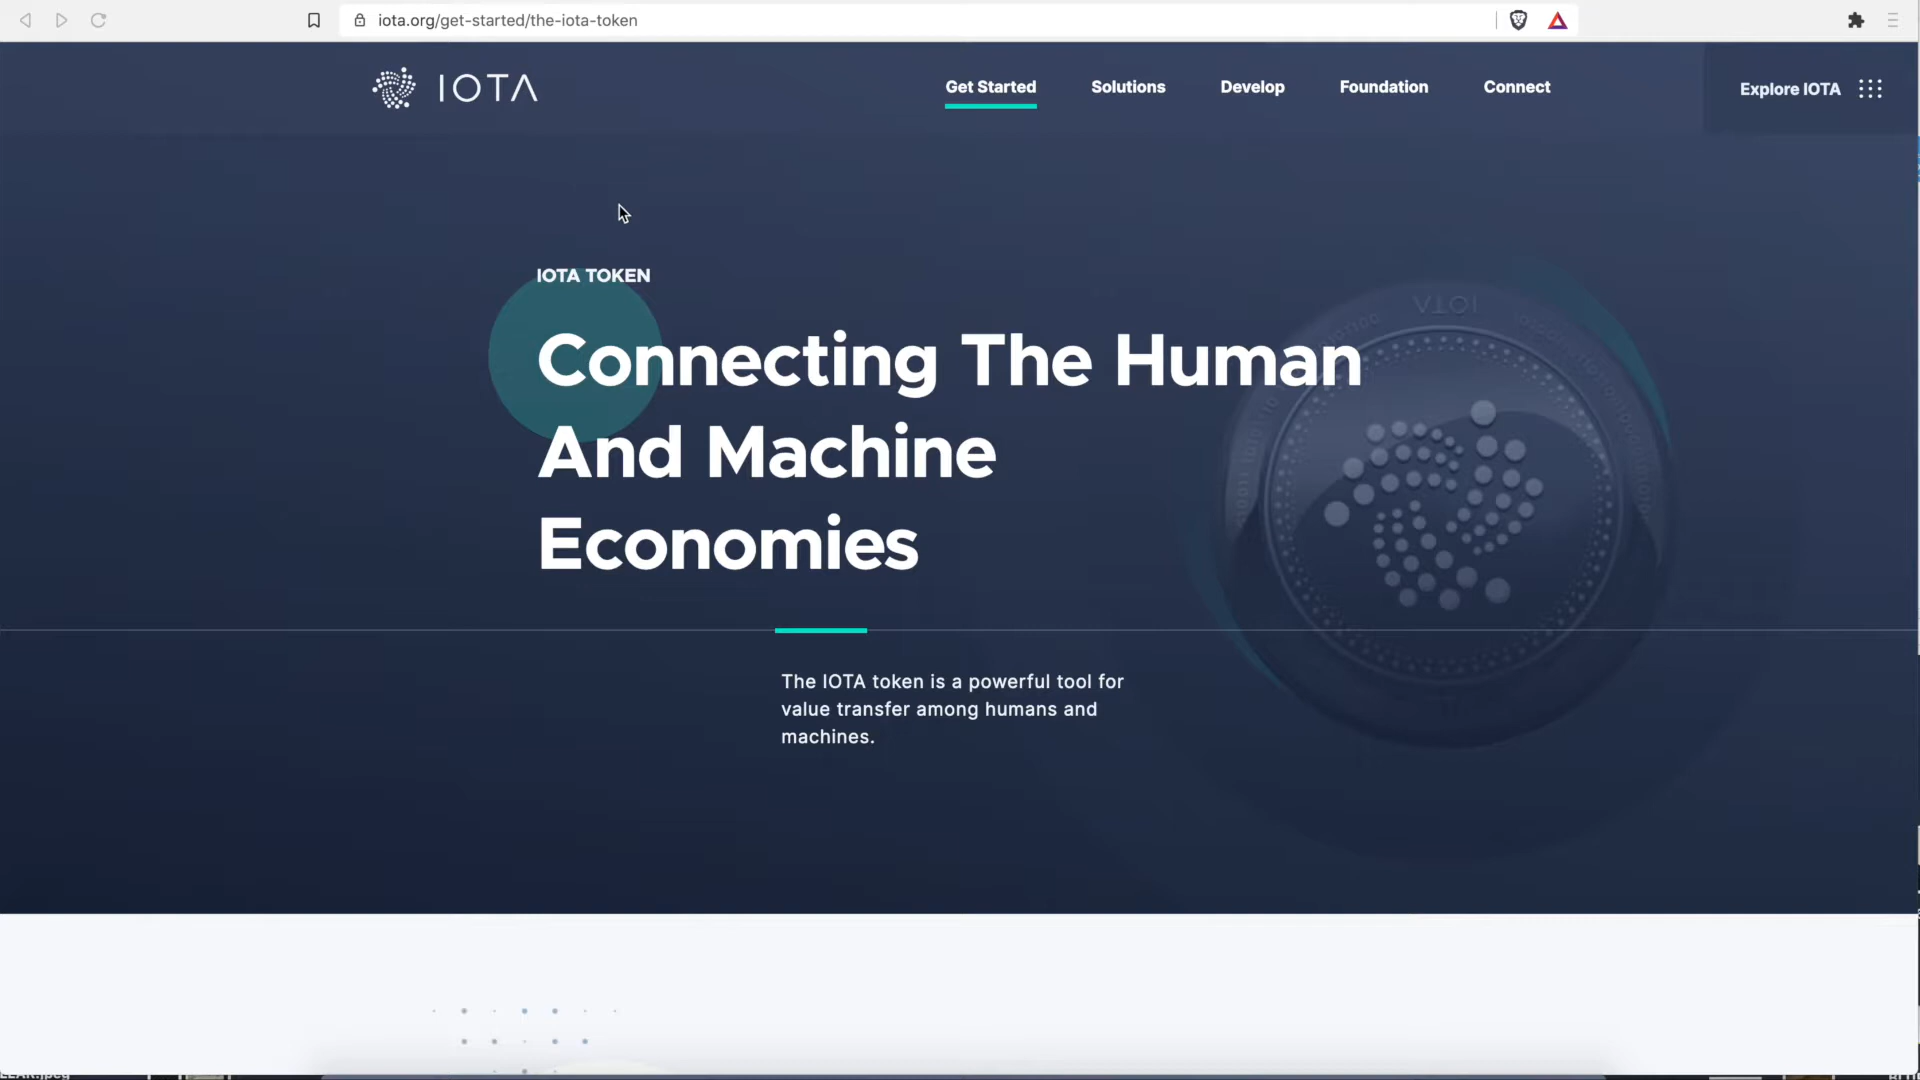 iota.org/get-started/the-iota-token
IOTA
Get Started
Solutions
Develop
Foundation
Connect
Explore IOTA
IOTA TOKEN
Connecting The Human
And Machine
Economies
IOTA
The IOTA token is a powerful tool for
value transfer among humans and
machines.